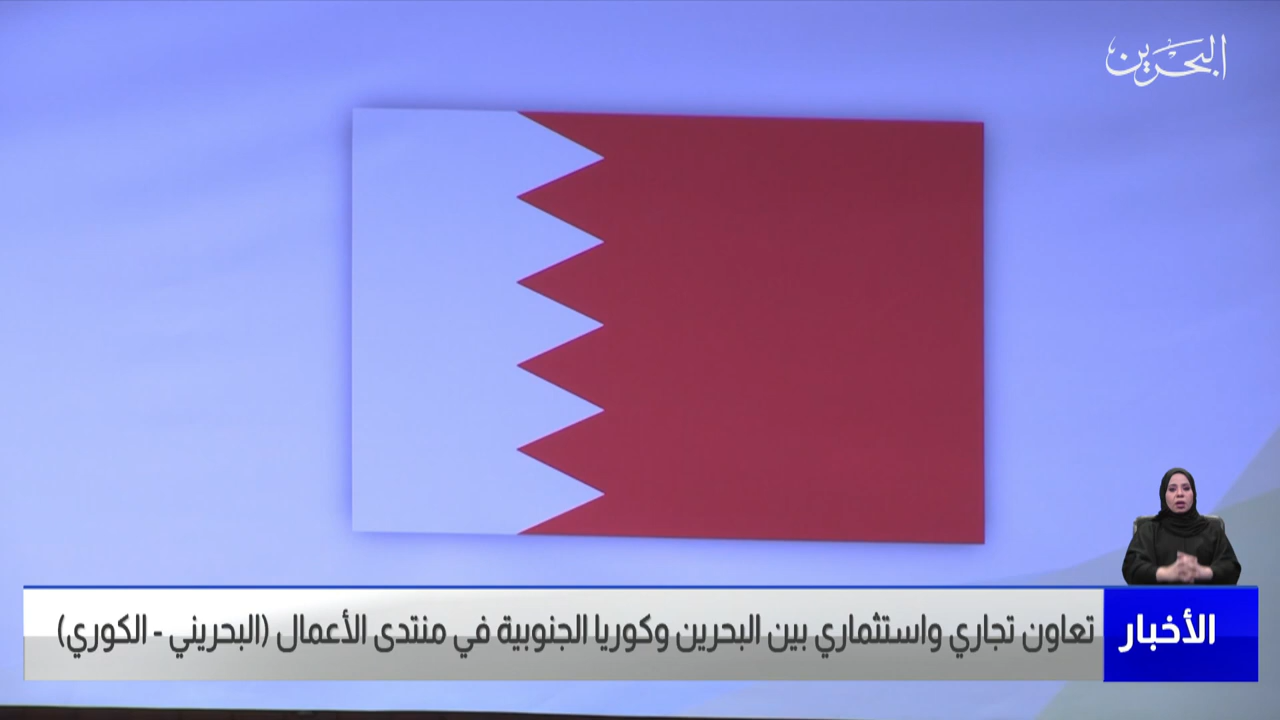 البحرين
الأخبار
تعاون تجاري واستثماري بين البحرين وكوريا الجنوبية في منتدى الأعمال (البحريني - الكوري)